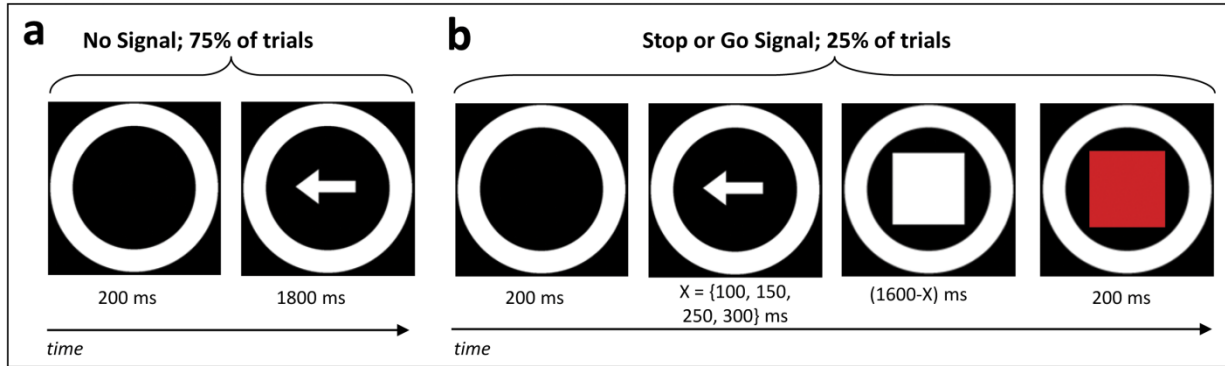 a
No Signal; 75% of trials
200 ms
1800 ms
time
b
Stop or Go Signal; 25% of trials
200 ms
X = {100, 150,
250, 300} ms
(1600-X) ms
200 ms
time